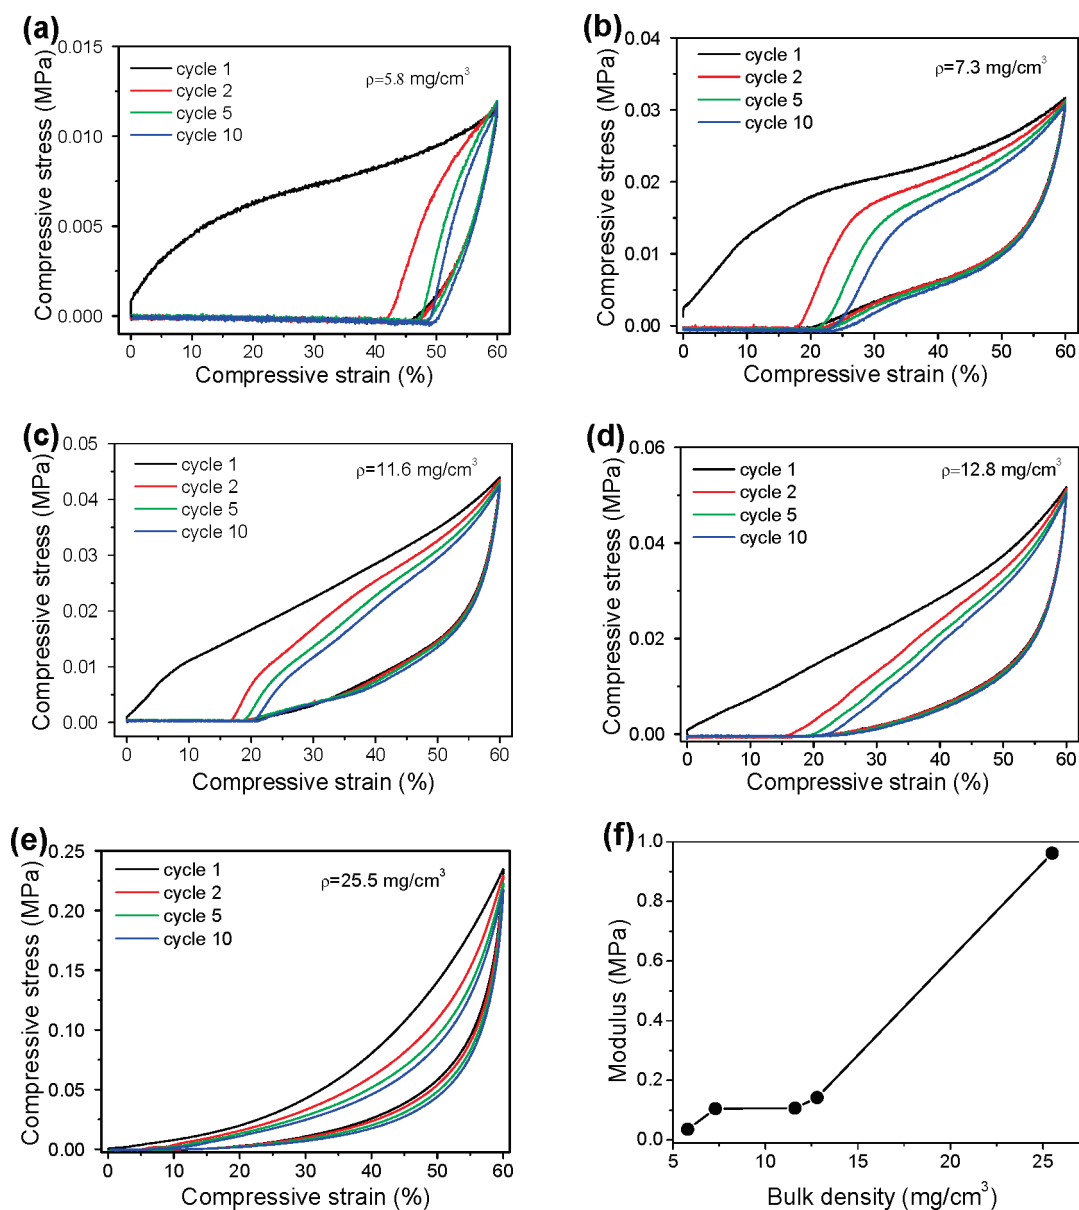 (a)
0.015
0.010
0.005
0.000
Compressive stress (MPa)
cycle 1
cycle 2
cycle 5
cycle 10
ρ=5.8 mg/cm³
0 10 20 30 40 50 60
Compressive strain (%)
(b)
0.04
0.03
0.02
0.01
0.00
Compressive stress (MPa)
cycle 1
cycle 2
cycle 5
cycle 10
ρ=7.3 mg/cm³
0 10 20 30 40 50 60
Compressive strain (%)
(c)
0.05
0.04
0.03
0.02
0.01
0.00
Compressive stress (MPa)
cycle 1
cycle 2
cycle 5
cycle 10
ρ=11.6 mg/cm³
0 10 20 30 40 50 60
Compressive strain (%)
(d)
0.06
0.04
0.02
0.00
Compressive stress (MPa)
cycle 1
cycle 2
cycle 5
cycle 10
ρ=12.8 mg/cm³
0 10 20 30 40 50 60
Compressive strain (%)
(e)
0.25
0.20
0.15
0.10
0.05
0.00
Compressive stress (MPa)
cycle 1
cycle 2
cycle 5
cycle 10
ρ=25.5 mg/cm³
0 10 20 30 40 50 60
Compressive strain (%)
(f)
1.0
0.8
0.6
0.4
0.2
0.0
Modulus (MPa)
5 10 15 20 25
Bulk density (mg/cm³)